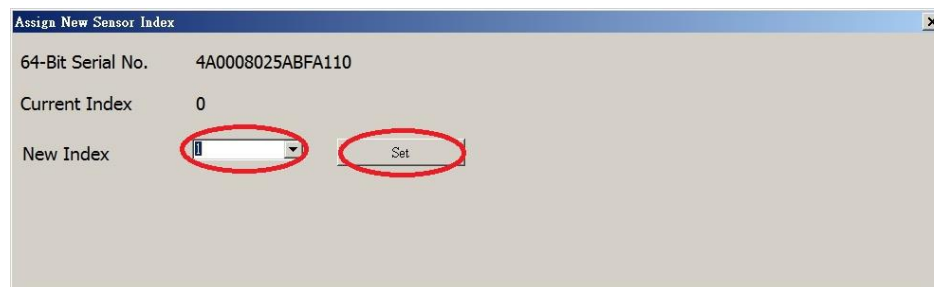 Assign New Sensor Index
64-Bit Serial No. 4A0008025ABFA110
Current Index 0
New Index 1 Set